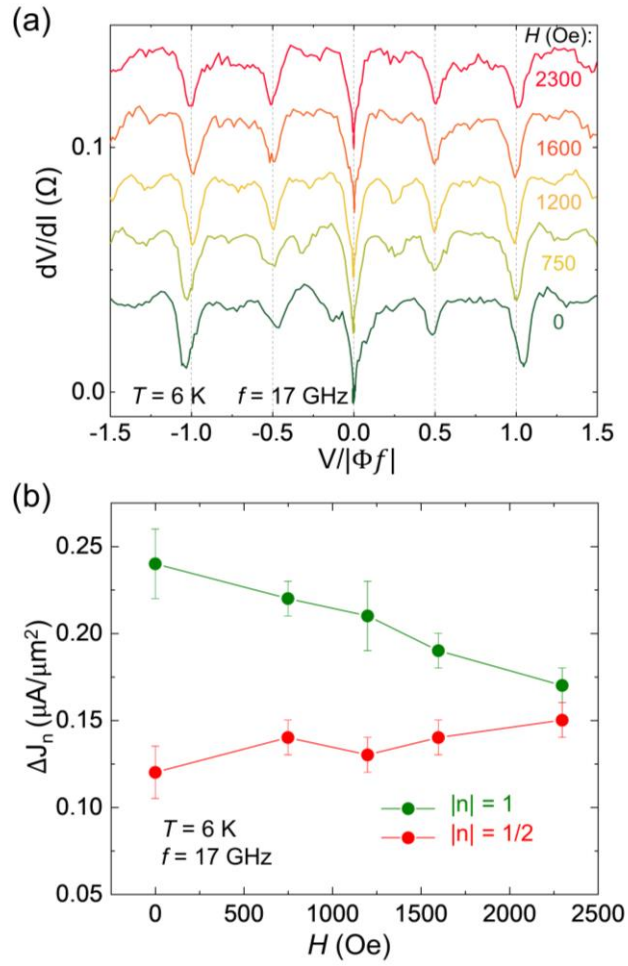 (a)
H (Oe):
2300
1600
1200
750
0
dV/dI (Ω)
0.1
0.0
T = 6 K f = 17 GHz
-1.5 -1.0 -0.5 0.0 0.5 1.0 1.5
V/|Φf|
(b)
ΔJn (μA/μm²)
0.25
0.20
0.15
0.10
0.05
|n| = 1
|n| = 1/2
T = 6 K
f = 17 GHz
0 500 1000 1500 2000 2500
H (Oe)